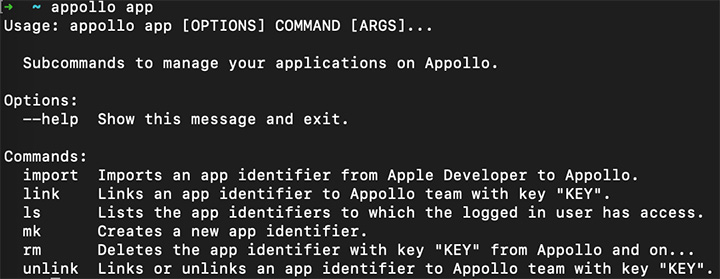 ➜  ~ appollo app
Usage: appollo app [OPTIONS] COMMAND [ARGS]...
Subcommands to manage your applications on Appollo.
Options:
--help  Show this message and exit.
Commands:
import  Imports an app identifier from Apple Developer to Appollo.
link    Links an app identifier to Appollo team with key "KEY".
ls      Lists the app identifiers to which the logged in user has access.
mk      Creates a new app identifier.
rm      Deletes the app identifier with key "KEY" from Appollo and on...
unlink  Links or unlinks an app identifier to Appollo team with key "KEY".